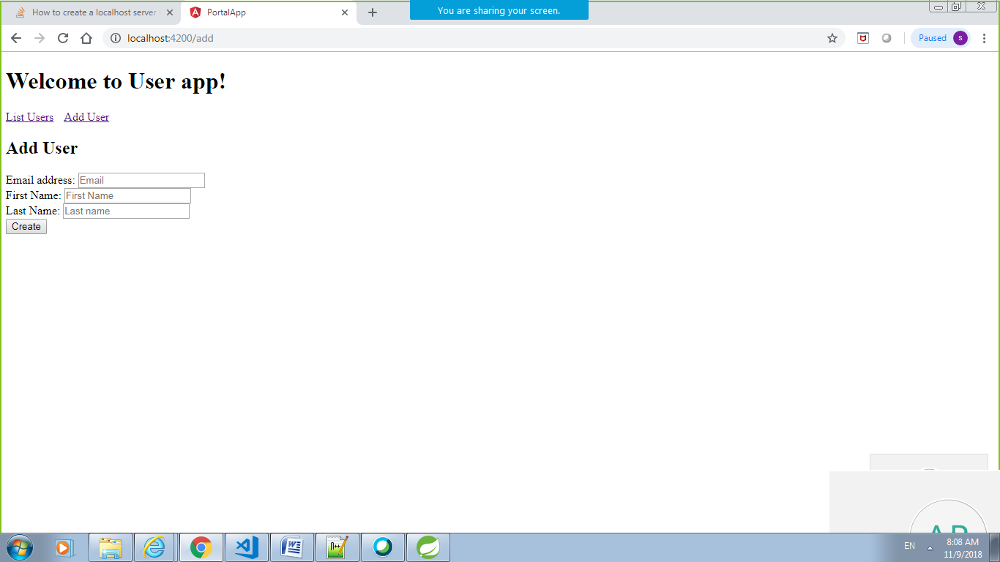 How to create a localhost server
PortalApp
You are sharing your screen.
localhost:4200/add
Paused
s
Welcome to User app!
List Users Add User
Add User
Email address: Email
First Name: First Name
Last Name: Last name
Create
EN
8:08 AM
11/9/2018